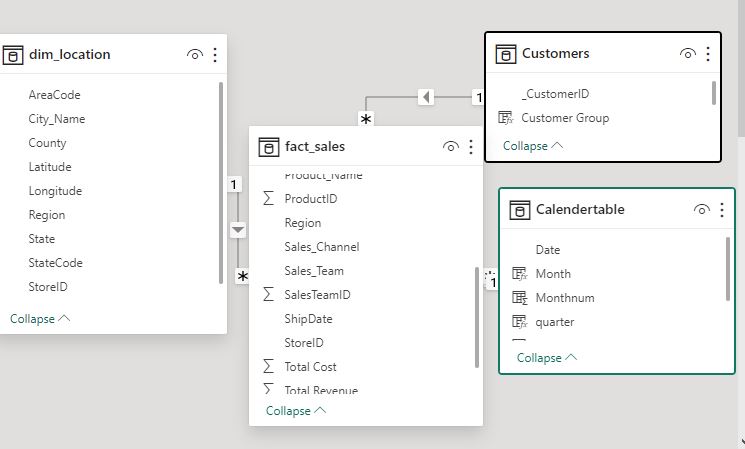 dim_location
AreaCode
City_Name
County
Latitude
Longitude
Region
State
StateCode
StoreID
Collapse
1
*
fact_sales
Product_Name
ProductID
Region
Sales_Channel
Sales_Team
SalesTeamID
ShipDate
StoreID
Total Cost
Total Revenue
Collapse
*
1
Customers
_CustomerID
Customer Group
Collapse
1
Calendertable
Date
Month
Monthnum
quarter
Collapse